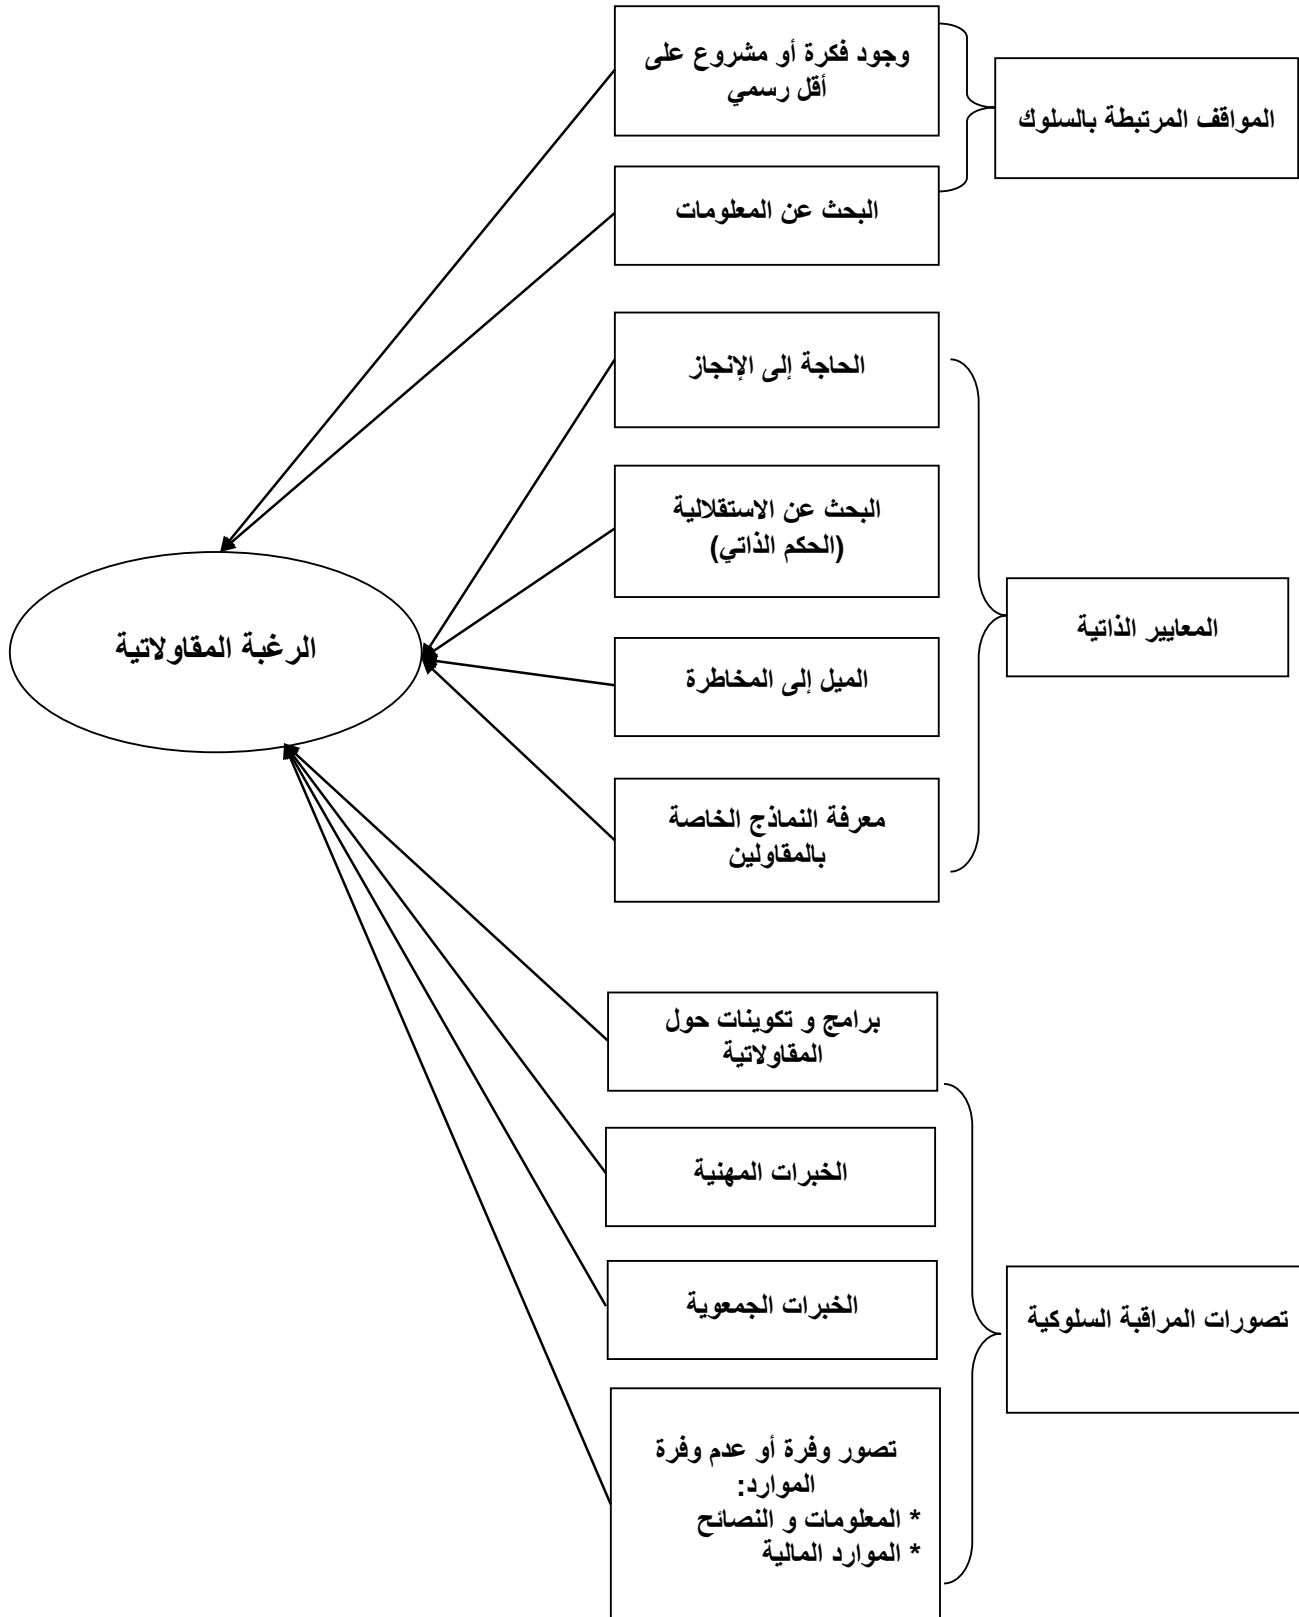 وجود فكرة أو مشروع على
أقل رسمي
المواقف المرتبطة بالسلوك
البحث عن المعلومات
الحاجة إلى الإنجاز
البحث عن الاستقلالية
(الحكم الذاتي)
المعايير الذاتية
الرغبة المقاولاتية
الميل إلى المخاطرة
معرفة النماذج الخاصة
بالمقاولين
برامج و تكوينات حول
المقاولاتية
الخبرات المهنية
الخبرات الجمعوية
تصورات المراقبة السلوكية
تصور وفرة أو عدم وفرة
الموارد:
* المعلومات و النصائح
* الموارد المالية